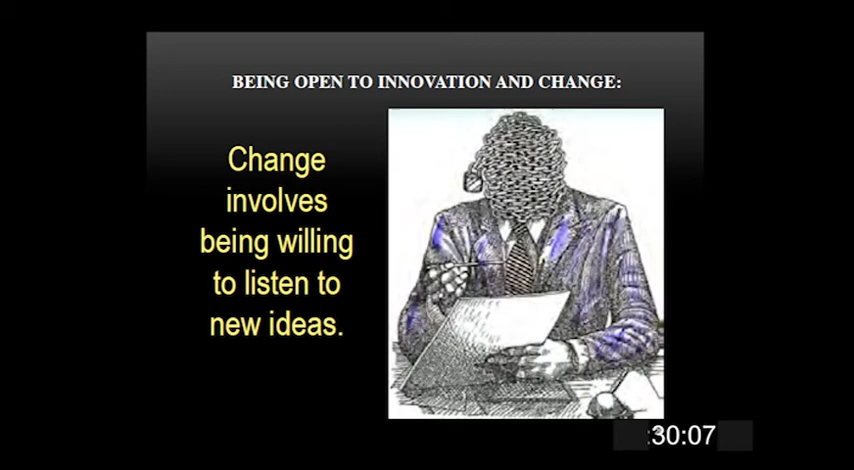 BEING OPEN TO INNOVATION AND CHANGE:
Change
involves
being willing
to listen to
new ideas.
:30:07